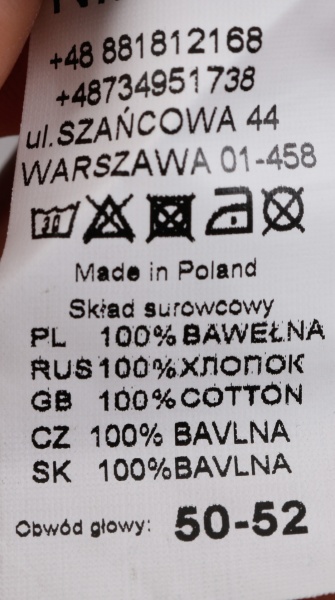 +48 881812168
+48734951738
ul.SZAŃCOWA 44
WARSZAWA 01-458
30
Made in Poland
Skład surowcowy
PL 100% BAWEŁNA
RUS 100% ХЛОПОК
GB 100% COTTON
CZ 100% BAVLNA
SK 100% BAVLNA
Obwód głowy: 50-52